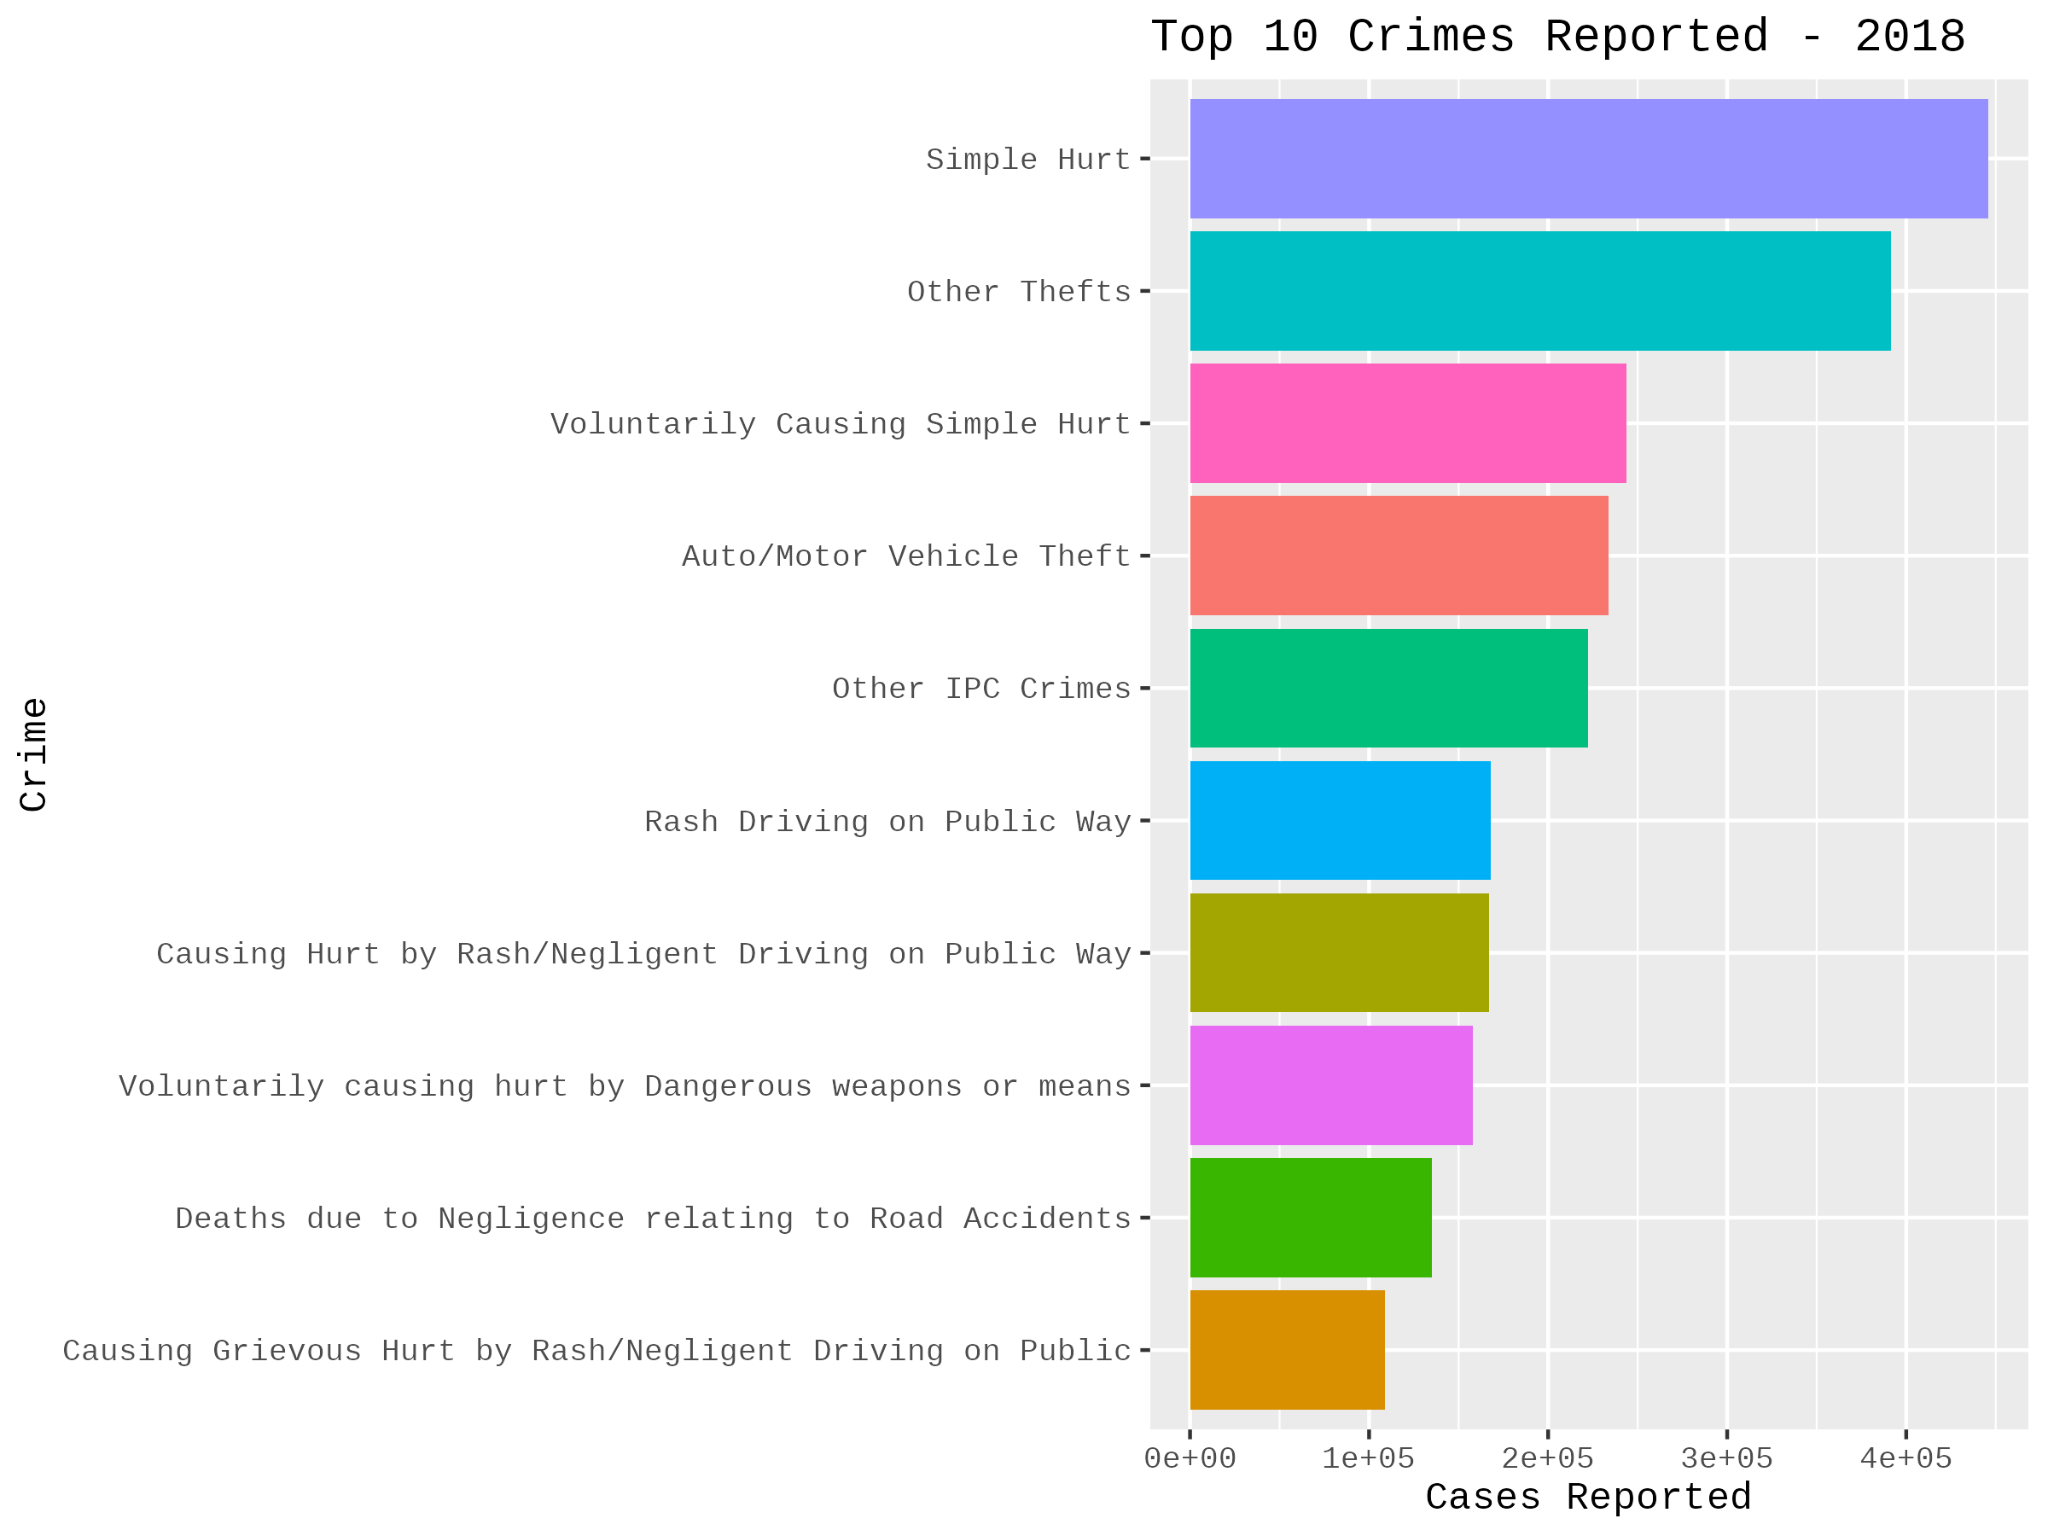 Top 10 Crimes Reported - 2018
Simple Hurt
Other Thefts
Voluntarily Causing Simple Hurt
Auto/Motor Vehicle Theft
Other IPC Crimes
Rash Driving on Public Way
Causing Hurt by Rash/Negligent Driving on Public Way
Voluntarily causing hurt by Dangerous weapons or means
Deaths due to Negligence relating to Road Accidents
Causing Grievous Hurt by Rash/Negligent Driving on Public
Crime
0e+00 1e+05 2e+05 3e+05 4e+05
Cases Reported